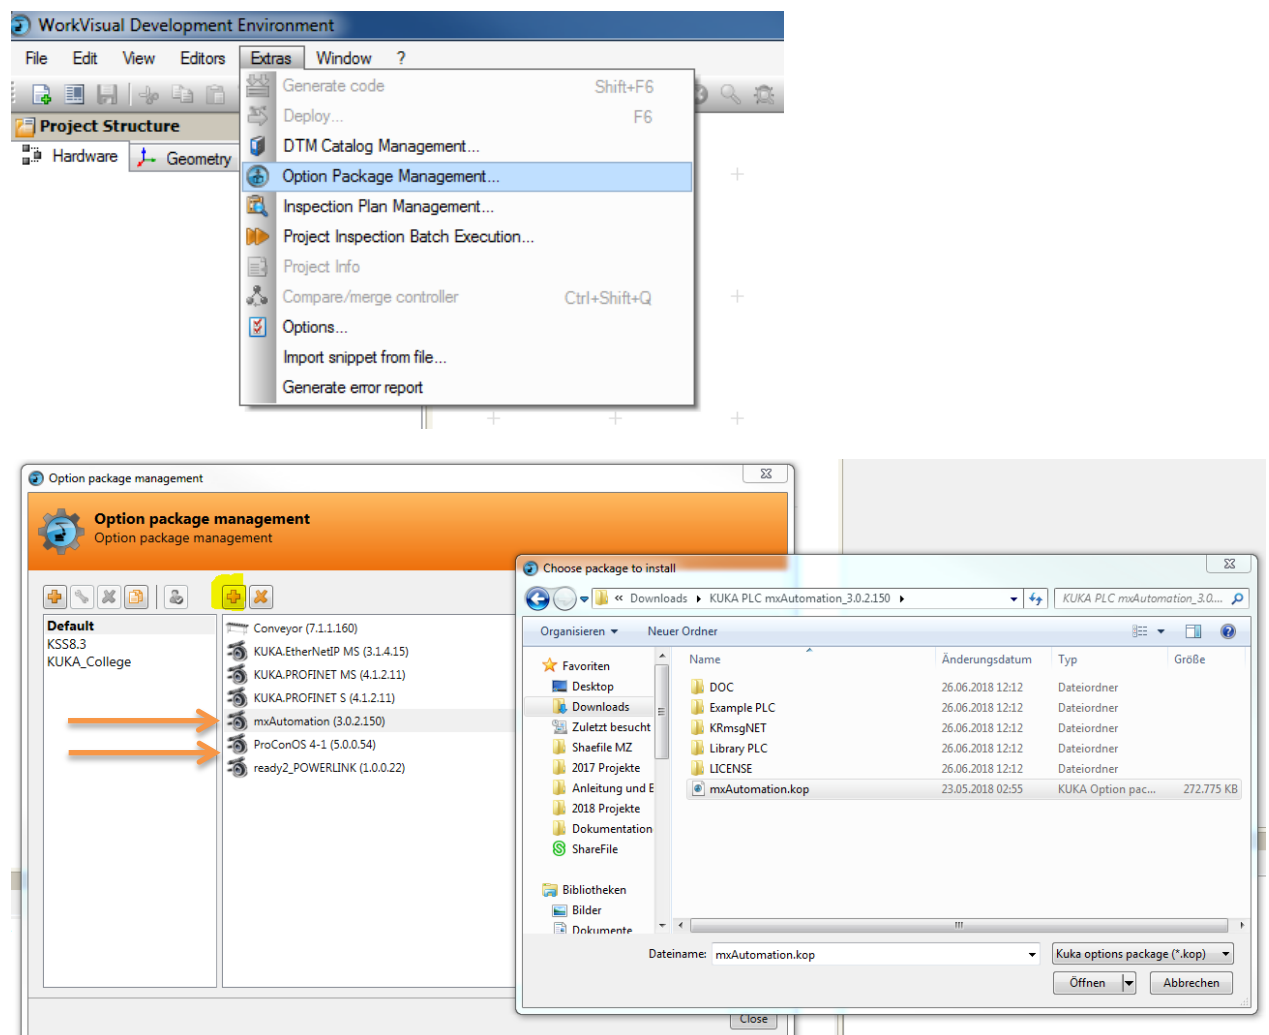 WorkVisual Development Environment
File Edit View Editors Extras Window ?
Generate code Shift+F6
Deploy... F6
Project Structure
DTM Catalog Management...
Hardware Geometry
Option Package Management...
Inspection Plan Management...
Project Inspection Batch Execution...
Project Info
Compare/merge controller Ctrl+Shift+Q
Options...
Import snippet from file...
Generate error report
Option package management
Option package management
Option package management
Default
KSS8.3
KUKA_College
Conveyor (7.1.1.160)
KUKA.EtherNetIP MS (3.1.4.15)
KUKA.PROFINET MS (4.1.2.11)
KUKA.PROFINET S (4.1.2.11)
mxAutomation (3.0.2.150)
ProConOS 4-1 (5.0.0.54)
ready2_POWERLINK (1.0.0.22)
Close
Choose package to install
« Downloads KUKA PLC mxAutomation_3.0.2.150 KUKA PLC mxAutomation_3.0....
Organisieren Neuer Ordner
Favoriten
Desktop
Downloads
Zuletzt besucht
Shaefile MZ
2017 Projekte
Anleitung und E
2018 Projekte
Dokumentation
ShareFile
Bibliotheken
Bilder
Dokumente
Name Änderungsdatum Typ Größe
DOC 26.06.2018 12:12 Dateiordner
Example PLC 26.06.2018 12:12 Dateiordner
KRmsgNET 26.06.2018 12:12 Dateiordner
Library PLC 26.06.2018 12:12 Dateiordner
LICENSE 26.06.2018 12:12 Dateiordner
mxAutomation.kop 23.05.2018 02:55 KUKA Option pac... 272.775 KB
Dateiname: mxAutomation.kop Kuka options package (*.kop)
Öffnen Abbrechen